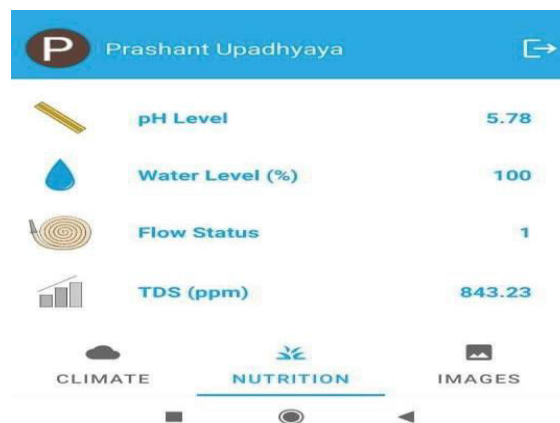 P Prashant Upadhyaya
pH Level 5.78
Water Level (%) 100
Flow Status 1
TDS (ppm) 843.23
CLIMATE NUTRITION IMAGES